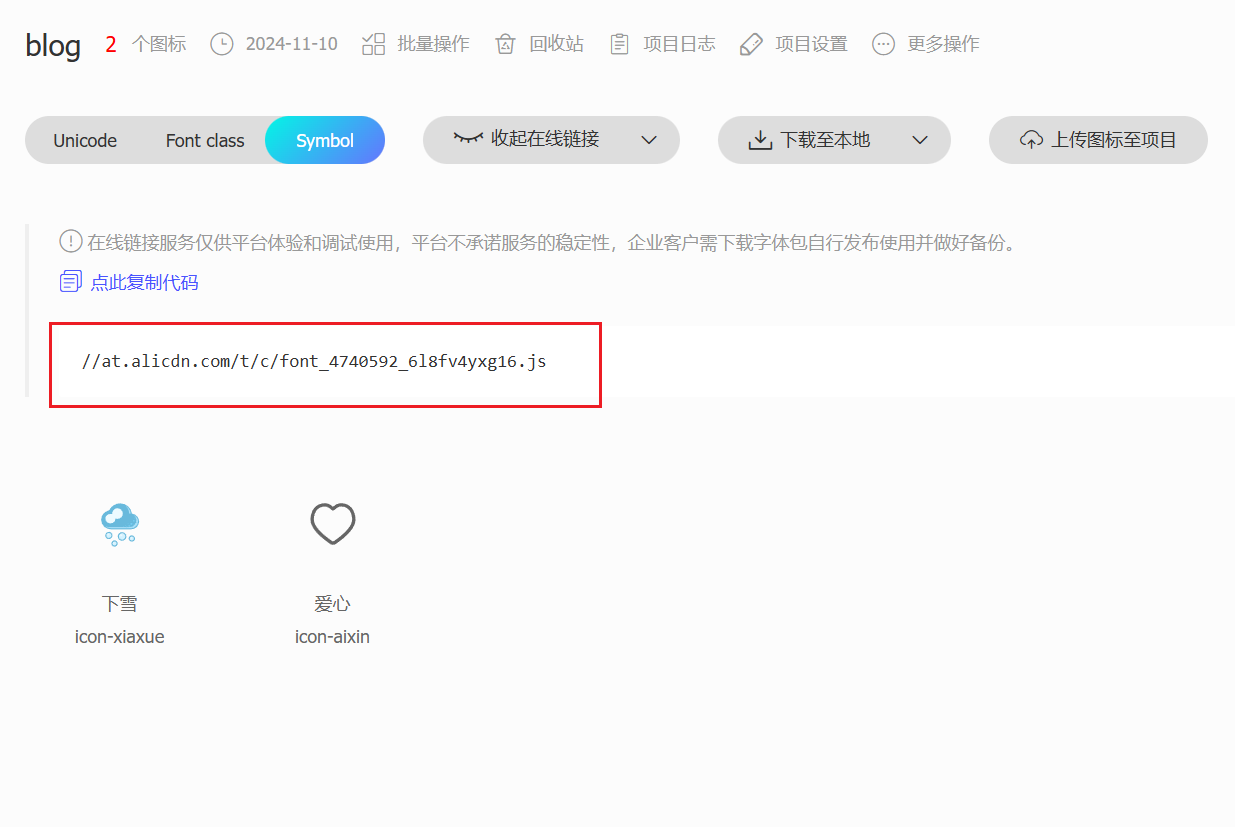 blog 2 个图标 2024-11-10 批量操作 回收站 项目日志 项目设置 更多操作
Unicode Font class Symbol 收起在线链接 下载至本地 上传图标至项目
在线链接服务仅供平台体验和调试使用，平台不承诺服务的稳定性，企业客户需下载字体包自行发布使用并做好备份。
点此复制代码
//at.alicdn.com/t/c/font_4740592_6l8fv4yxg16.js
下雪 爱心
icon-xiaxue icon-aixin